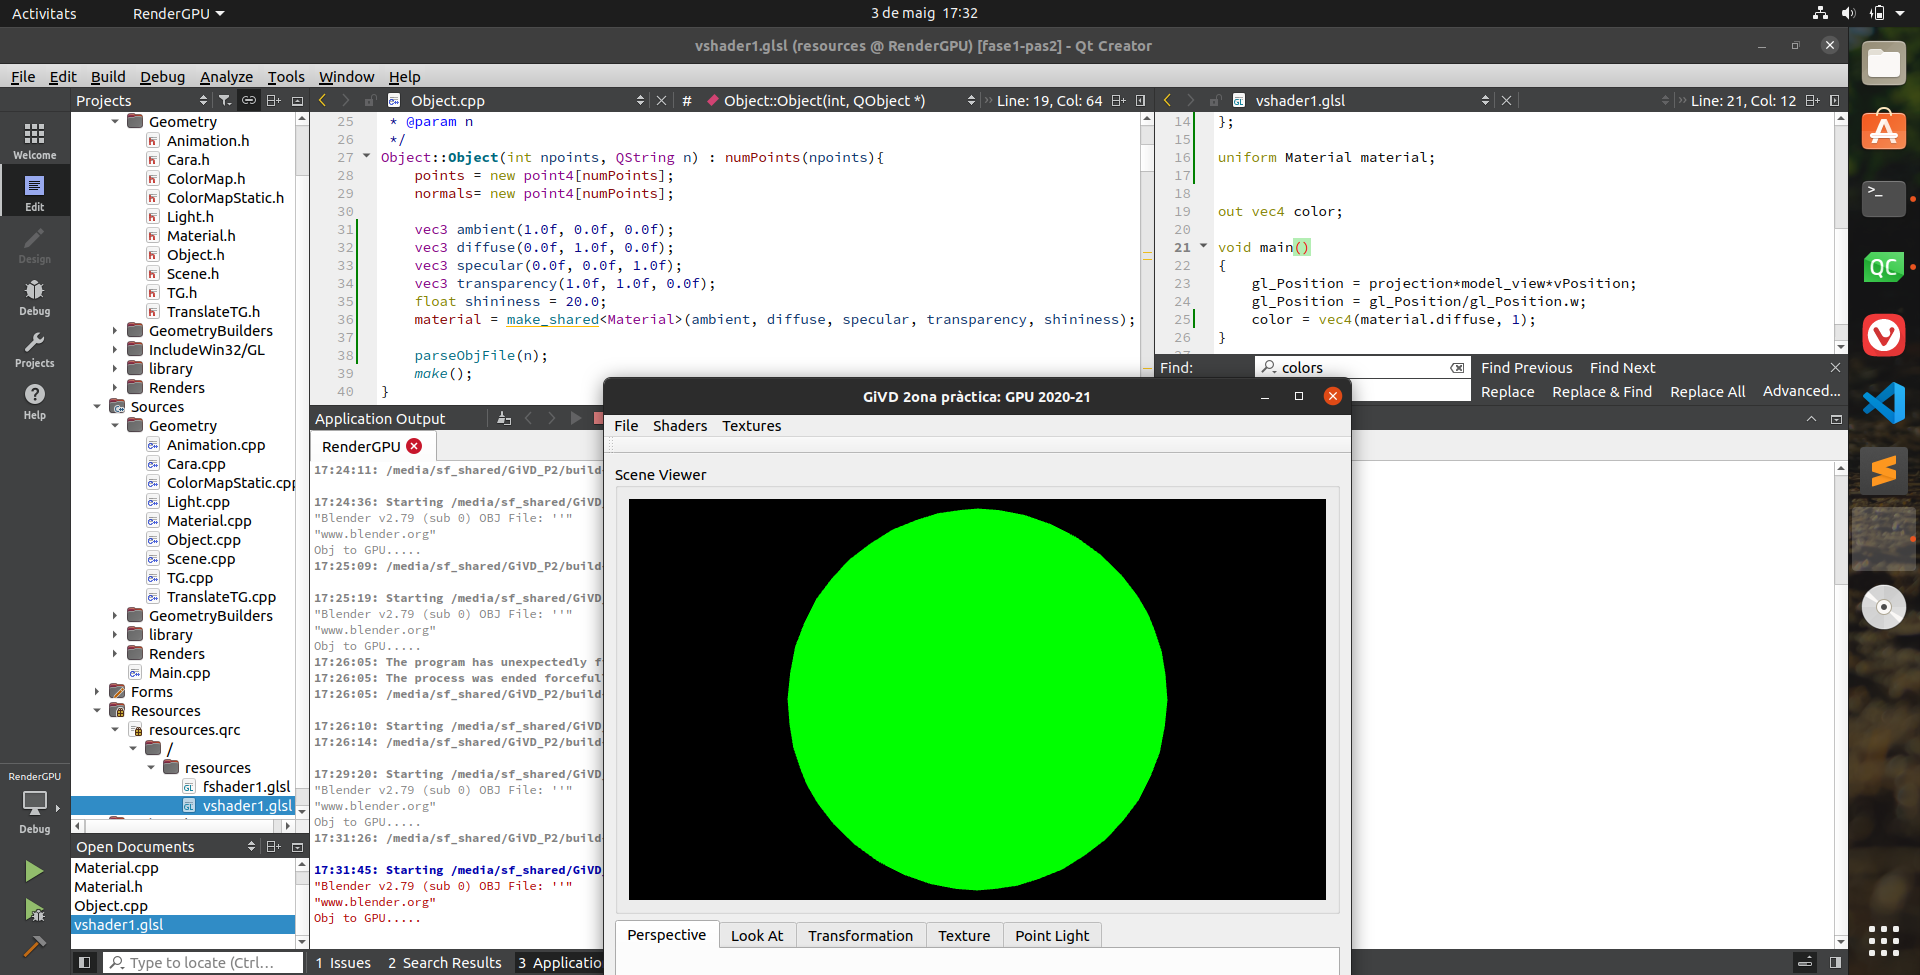 Activitats
RenderGPU
3 de maig 17:32
vshader1.glsl (resources @ RenderGPU) [fase1-pas2] - Qt Creator
File Edit Build Debug Analyze Tools Window Help
Projects
Object.cpp
# Object::Object(int, QObject *)
Line: 19, Col: 64
vshader1.glsl
Line: 21, Col: 12
Welcome
Edit
Design
Debug
Projects
Help
RenderGPU
Debug
Geometry
Animation.h
Cara.h
ColorMap.h
ColorMapStatic.h
Light.h
Material.h
Object.h
Scene.h
TG.h
TranslateTG.h
GeometryBuilders
IncludeWin32/GL
library
Renders
Sources
Geometry
Animation.cpp
Cara.cpp
ColorMapStatic.cpp
Light.cpp
Material.cpp
Object.cpp
Scene.cpp
TG.cpp
TranslateTG.cpp
GeometryBuilders
library
Renders
Main.cpp
Forms
Resources
resources.qrc
/
resources
fshader1.glsl
vshader1.glsl
Open Documents
Material.cpp
Material.h
Object.cpp
vshader1.glsl
25 * @param n
26 */
27 Object::Object(int npoints, QString n) : numPoints(npoints){
28 points = new point4[numPoints];
29 normals= new point4[numPoints];
30
31 vec3 ambient(1.0f, 0.0f, 0.0f);
32 vec3 diffuse(0.0f, 1.0f, 0.0f);
33 vec3 specular(0.0f, 0.0f, 1.0f);
34 vec3 transparency(1.0f, 1.0f, 0.0f);
35 float shininess = 20.0;
36 material = make_shared<Material>(ambient, diffuse, specular, transparency, shininess);
37
38 parseObjFile(n);
39 make();
40 }
14 };
15
16 uniform Material material;
17
18
19 out vec4 color;
20
21 void main()
22 {
23 gl_Position = projection*model_view*vPosition;
24 gl_Position = gl_Position/gl_Position.w;
25 color = vec4(material.diffuse, 1);
26 }
Find: colors Find Previous Find Next
Replace Replace & Find Replace All Advanced...
Application Output
RenderGPU
17:24:11: /media/sf_shared/GiVD_P2/build
17:24:36: Starting /media/sf_shared/GiVD
"Blender v2.79 (sub 0) OBJ File: ''"
"www.blender.org"
Obj to GPU.....
17:25:09: /media/sf_shared/GiVD_P2/build
17:25:19: Starting /media/sf_shared/GiVD
"Blender v2.79 (sub 0) OBJ File: ''"
"www.blender.org"
Obj to GPU.....
17:26:05: The program has unexpectedly f
17:26:05: The process was ended forceful
17:26:05: /media/sf_shared/GiVD_P2/build
17:26:10: Starting /media/sf_shared/GiVD
17:26:14: /media/sf_shared/GiVD_P2/build
17:29:20: Starting /media/sf_shared/GiVD
"Blender v2.79 (sub 0) OBJ File: ''"
"www.blender.org"
Obj to GPU.....
17:31:26: /media/sf_shared/GiVD_P2/build
17:31:45: Starting /media/sf_shared/GiVD
"Blender v2.79 (sub 0) OBJ File: ''"
"www.blender.org"
Obj to GPU.....
GiVD 2ona pràctica: GPU 2020-21
File Shaders Textures
Scene Viewer
Perspective Look At Transformation Texture Point Light
Type to locate (Ctrl...
1 Issues 2 Search Results 3 Applicatio
>_
QC